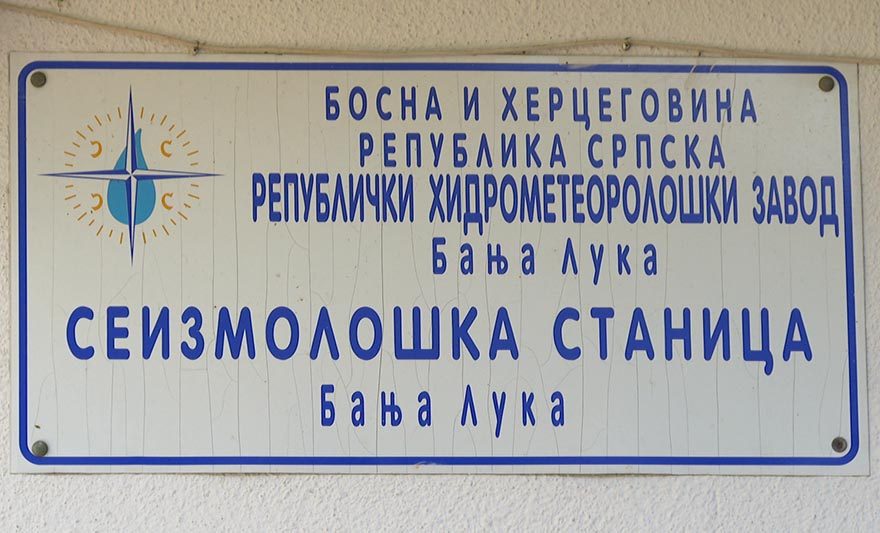 БОСНА И ХЕРЦЕГОВИНА
РЕПУБЛИКА СРПСКА
РЕПУБЛИЧКИ ХИДРОМЕТЕОРОЛОШКИ ЗАВОД
Бања Лука
СЕИЗМОЛОШКА СТАНИЦА
Бања Лука